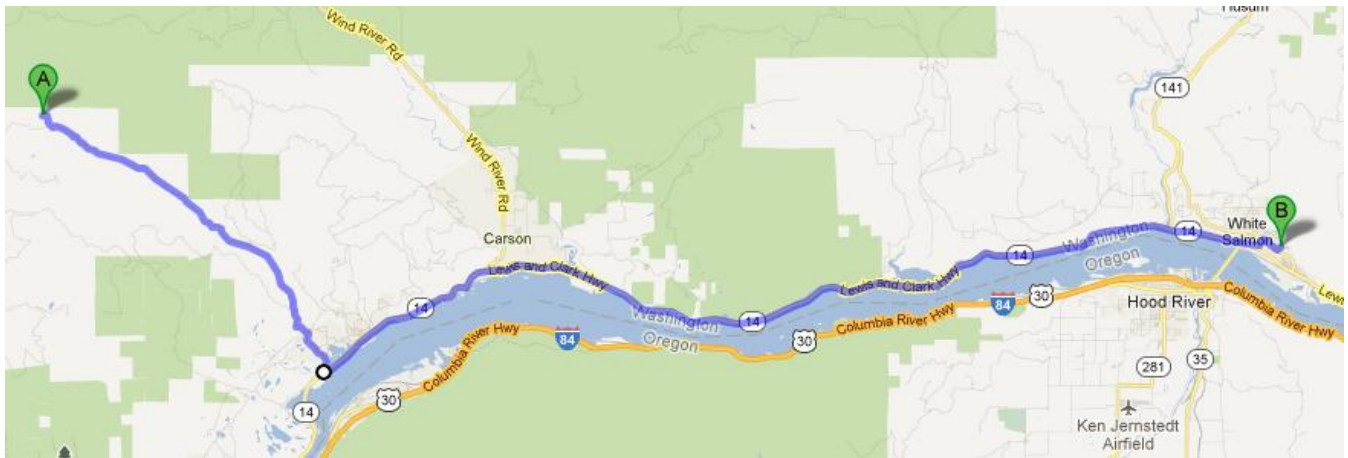 Husum
Wind River Rd
A
141
Wind River Rd
B
White
Salmon
Carson
14
Washington
14
Lewis and Clark Hwy
Oregon
Lewis and Clark Hwy
14
Washington
14
Oregon
84
30
Hood River
Columbia River Hwy
Columbia River Hwy
84
30
Columbia River Hwy
30
14
281
35
Ken Jernstedt
Airfield